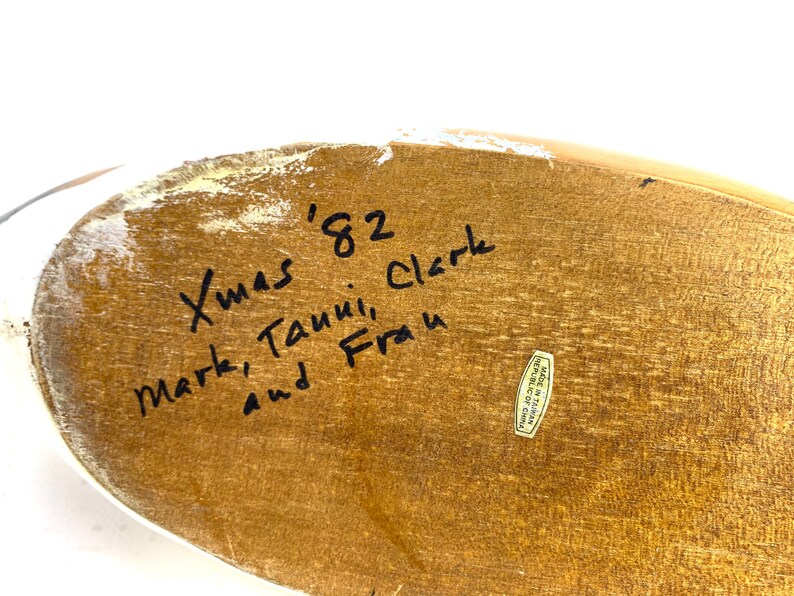 Xmas '82
Mark, Tanni, Clark
and Fran
MADE IN TAIWAN
REPUBLIC OF CHINA